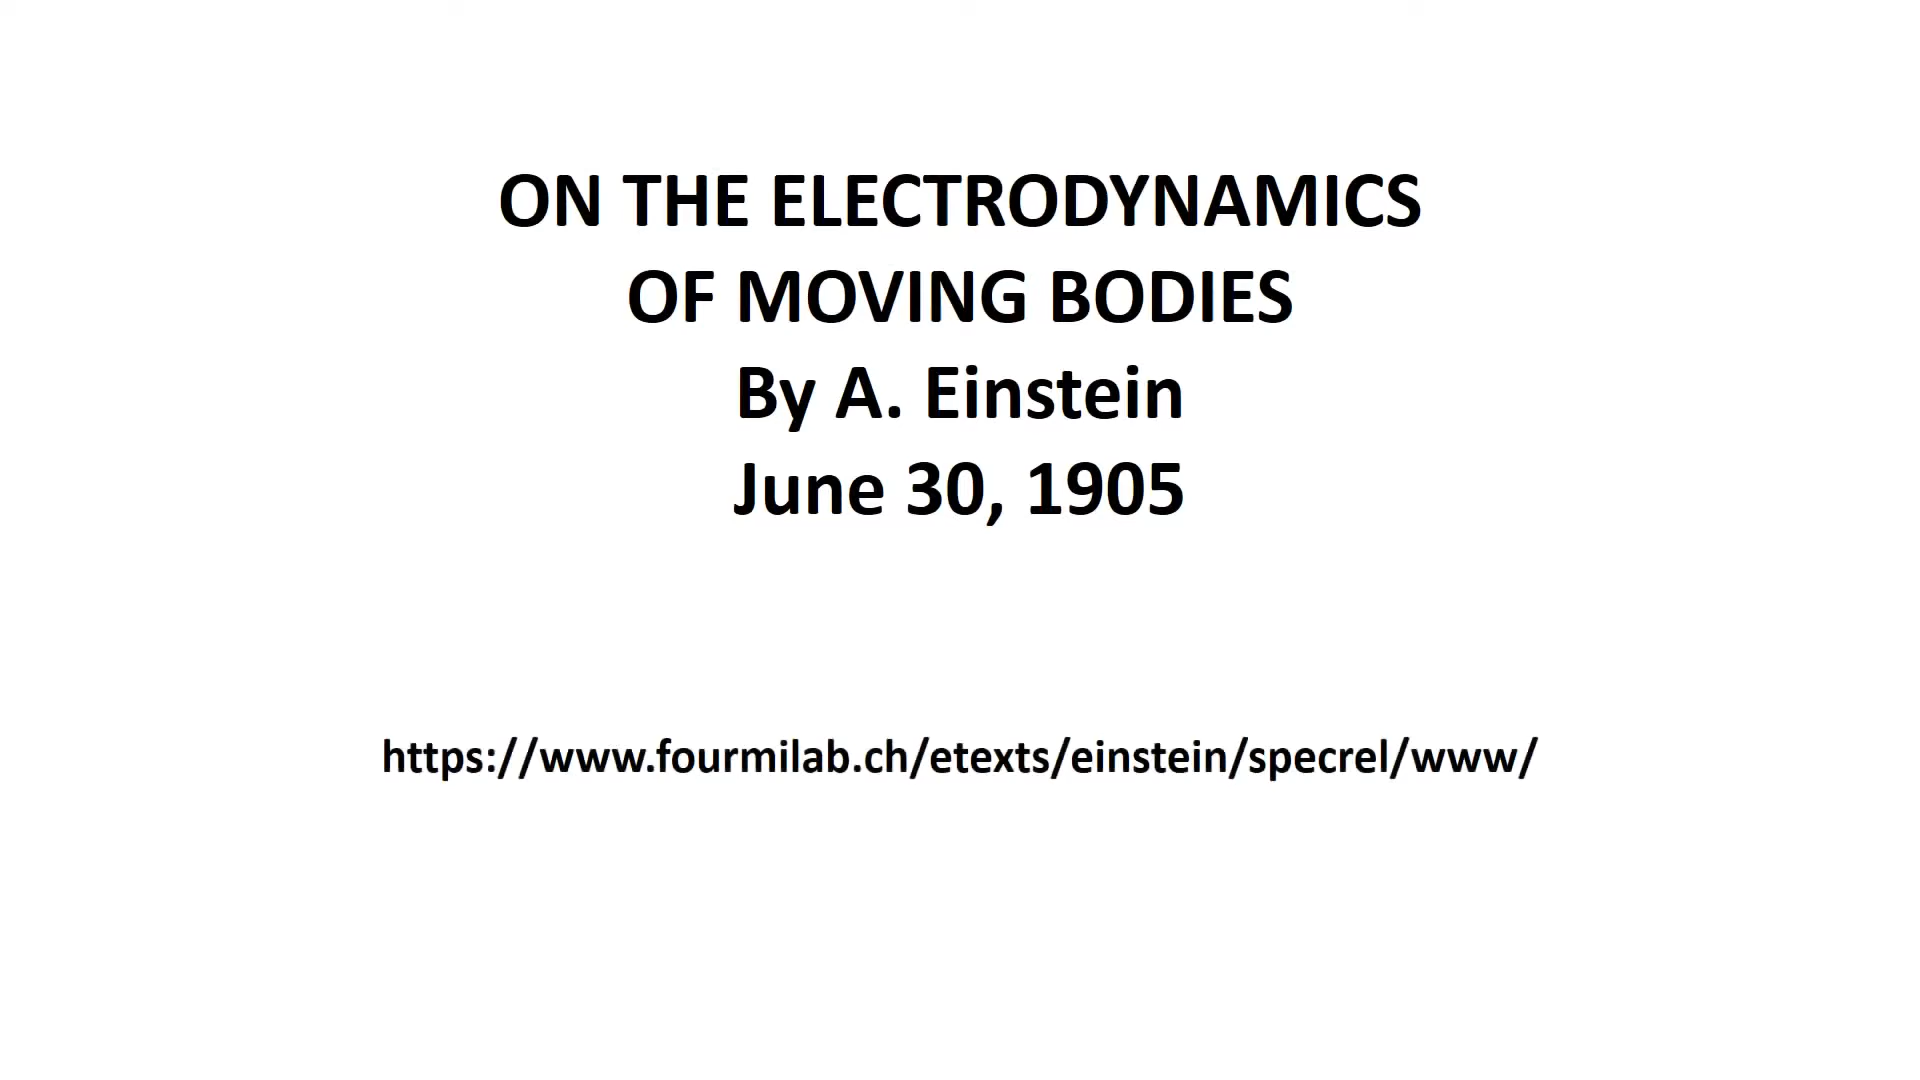 ON THE ELECTRODYNAMICS
OF MOVING BODIES
By A. Einstein
June 30, 1905
https://www.fourmilab.ch/etexts/einstein/specrel/www/